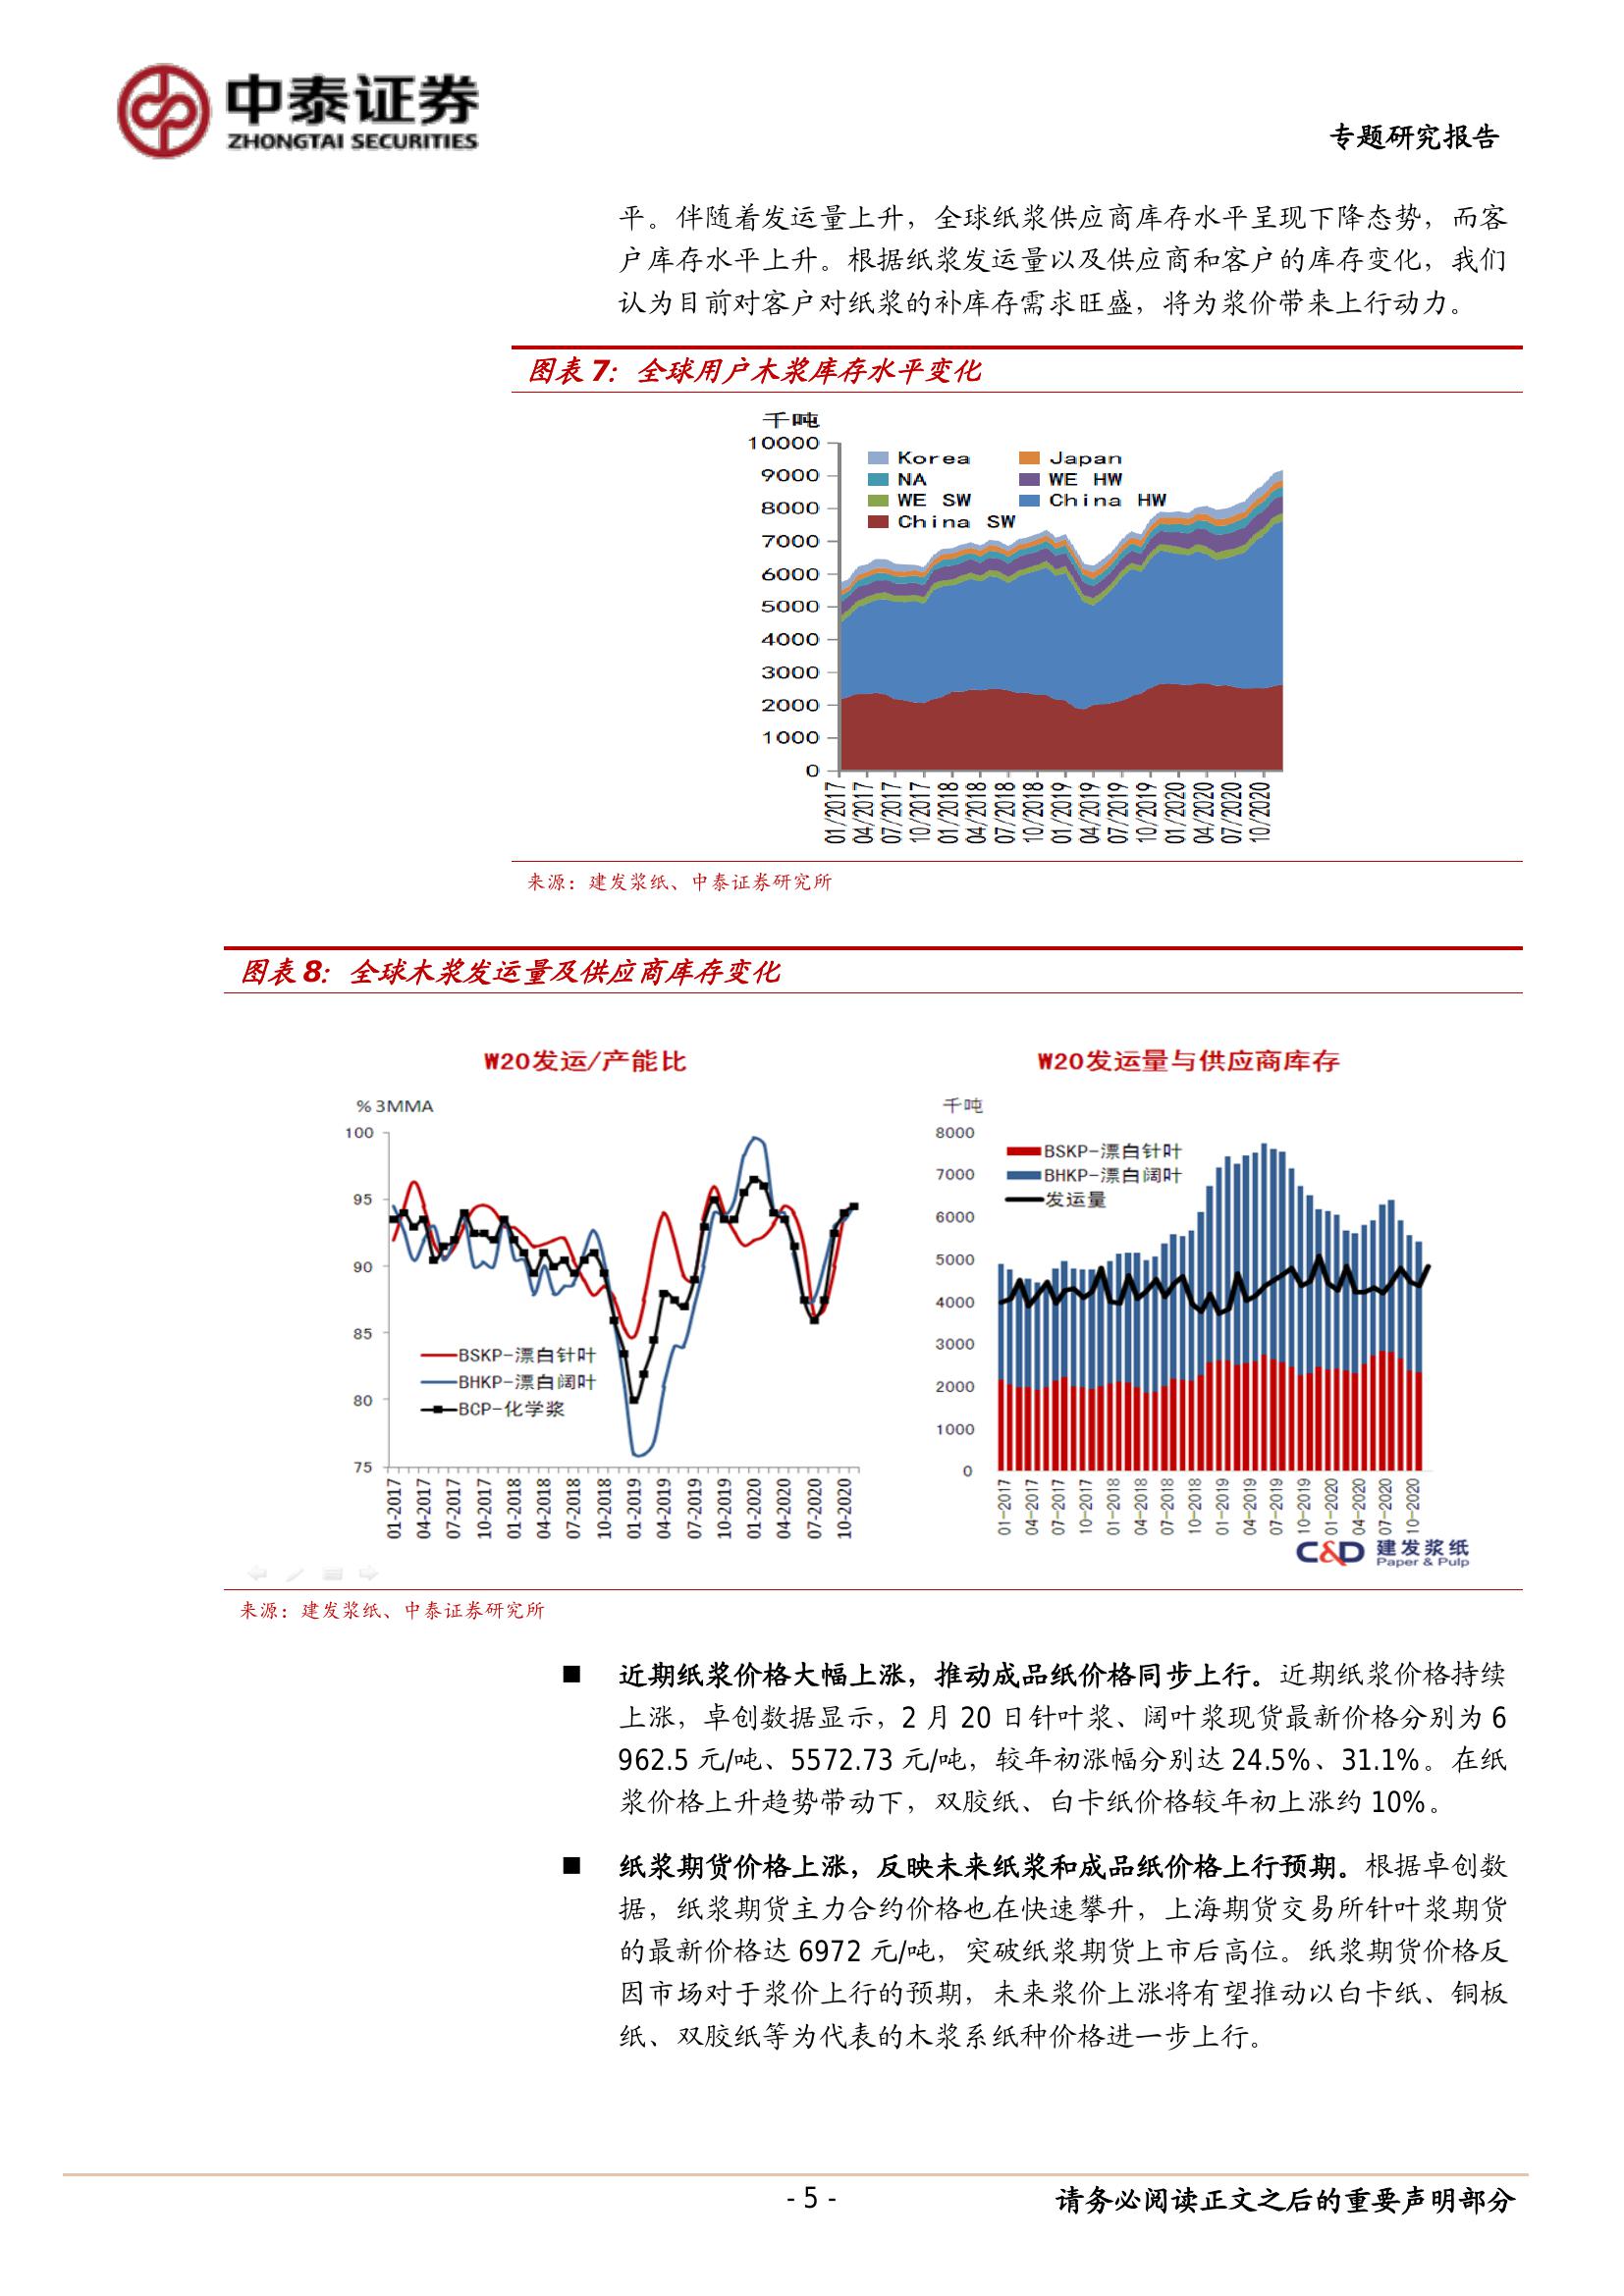 中泰证券
ZHONGTAI SECURITIES
专题研究报告
平。伴随着发运量上升，全球纸浆供应商库存水平呈现下降态势，而客
户库存水平上升。根据纸浆发运量以及供应商和客户的库存变化，我们
认为目前对客户对纸浆的补库存需求旺盛，将为浆价带来上行动力。
图表 7：全球用户木浆库存水平变化
千吨
10000
9000
8000
7000
6000
5000
4000
3000
2000
1000
0
Korea
Japan
NA
WE HW
WE SW
China HW
China SW
01/2017
04/2017
07/2017
10/2017
01/2018
04/2018
07/2018
10/2018
01/2019
04/2019
07/2019
10/2019
01/2020
04/2020
07/2020
10/2020
来源：建发浆纸、中泰证券研究所
图表 8：全球木浆发运量及供应商库存变化
W20发运/产能比
% 3MMA
100
95
90
85
80
75
BSKP-漂白针叶
BHKP-漂白阔叶
BCP-化学浆
01-2017
04-2017
07-2017
10-2017
01-2018
04-2018
07-2018
10-2018
01-2019
04-2019
07-2019
10-2019
01-2020
04-2020
07-2020
10-2020
W20发运量与供应商库存
千吨
8000
7000
6000
5000
4000
3000
2000
1000
0
BSKP-漂白针叶
BHKP-漂白阔叶
发运量
01-2017
04-2017
07-2017
10-2017
01-2018
04-2018
07-2018
10-2018
01-2019
04-2019
07-2019
10-2019
01-2020
04-2020
07-2020
10-2020
C&D 建发浆纸
Paper & Pulp
来源：建发浆纸、中泰证券研究所
■ 近期纸浆价格大幅上涨，推动成品纸价格同步上行。近期纸浆价格持续
上涨，卓创数据显示，2 月 20 日针叶浆、阔叶浆现货最新价格分别为 6
962.5 元/吨、5572.73 元/吨，较年初涨幅分别达 24.5%、31.1%。在纸
浆价格上升趋势带动下，双胶纸、白卡纸价格较年初上涨约 10%。
■ 纸浆期货价格上涨，反映未来纸浆和成品纸价格上行预期。根据卓创数
据，纸浆期货主力合约价格也在快速攀升，上海期货交易所针叶浆期货
的最新价格达 6972 元/吨，突破纸浆期货上市后高位。纸浆期货价格反
因市场对于浆价上行的预期，未来浆价上涨将有望推动以白卡纸、铜板
纸、双胶纸等为代表的木浆系纸种价格进一步上行。
- 5 -
请务必阅读正文之后的重要声明部分